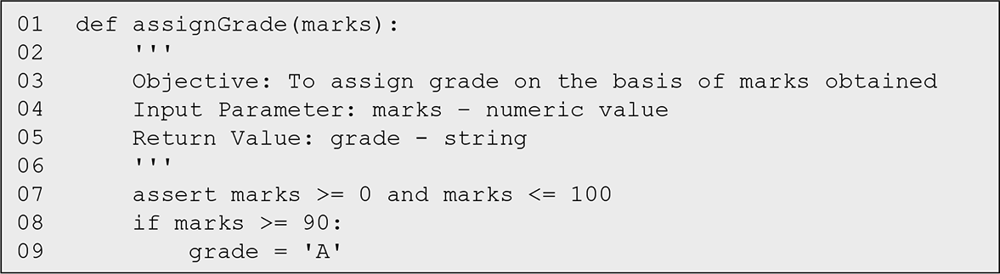 01 def assignGrade(marks):
02 '''
03 Objective: To assign grade on the basis of marks obtained
04 Input Parameter: marks – numeric value
05 Return Value: grade - string
06 '''
07 assert marks >= 0 and marks <= 100
08 if marks >= 90:
09 grade = 'A'